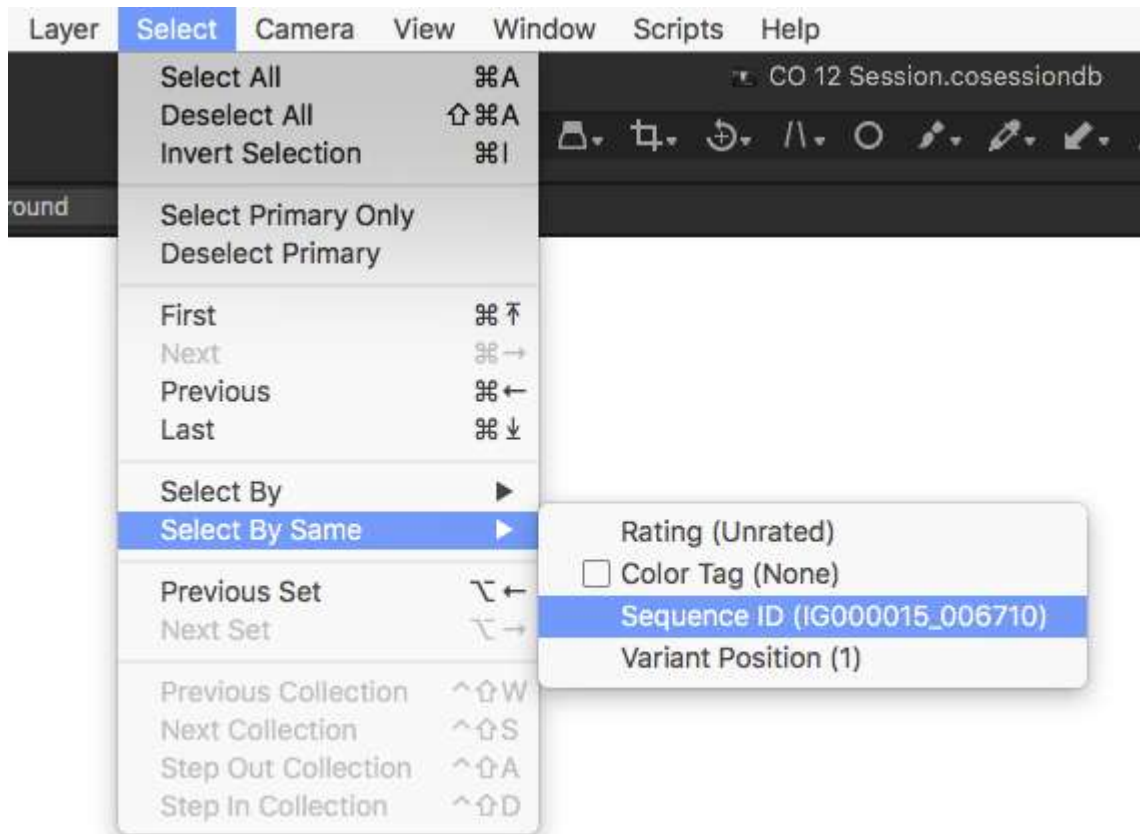 Layer Select Camera View Window Scripts Help
CO 12 Session.cosessiondb
round
Select All ⌘A
Deselect All ⇧⌘A
Invert Selection ⌘I
Select Primary Only
Deselect Primary
First ⌘⤒
Next ⌘→
Previous ⌘←
Last ⌘⤓
Select By ▶
Select By Same ▶
Rating (Unrated)
Color Tag (None)
Sequence ID (IG000015_006710)
Variant Position (1)
Previous Set ⌥←
Next Set ⌥→
Previous Collection ^⇧W
Next Collection ^⇧S
Step Out Collection ^⇧A
Step In Collection ^⇧D